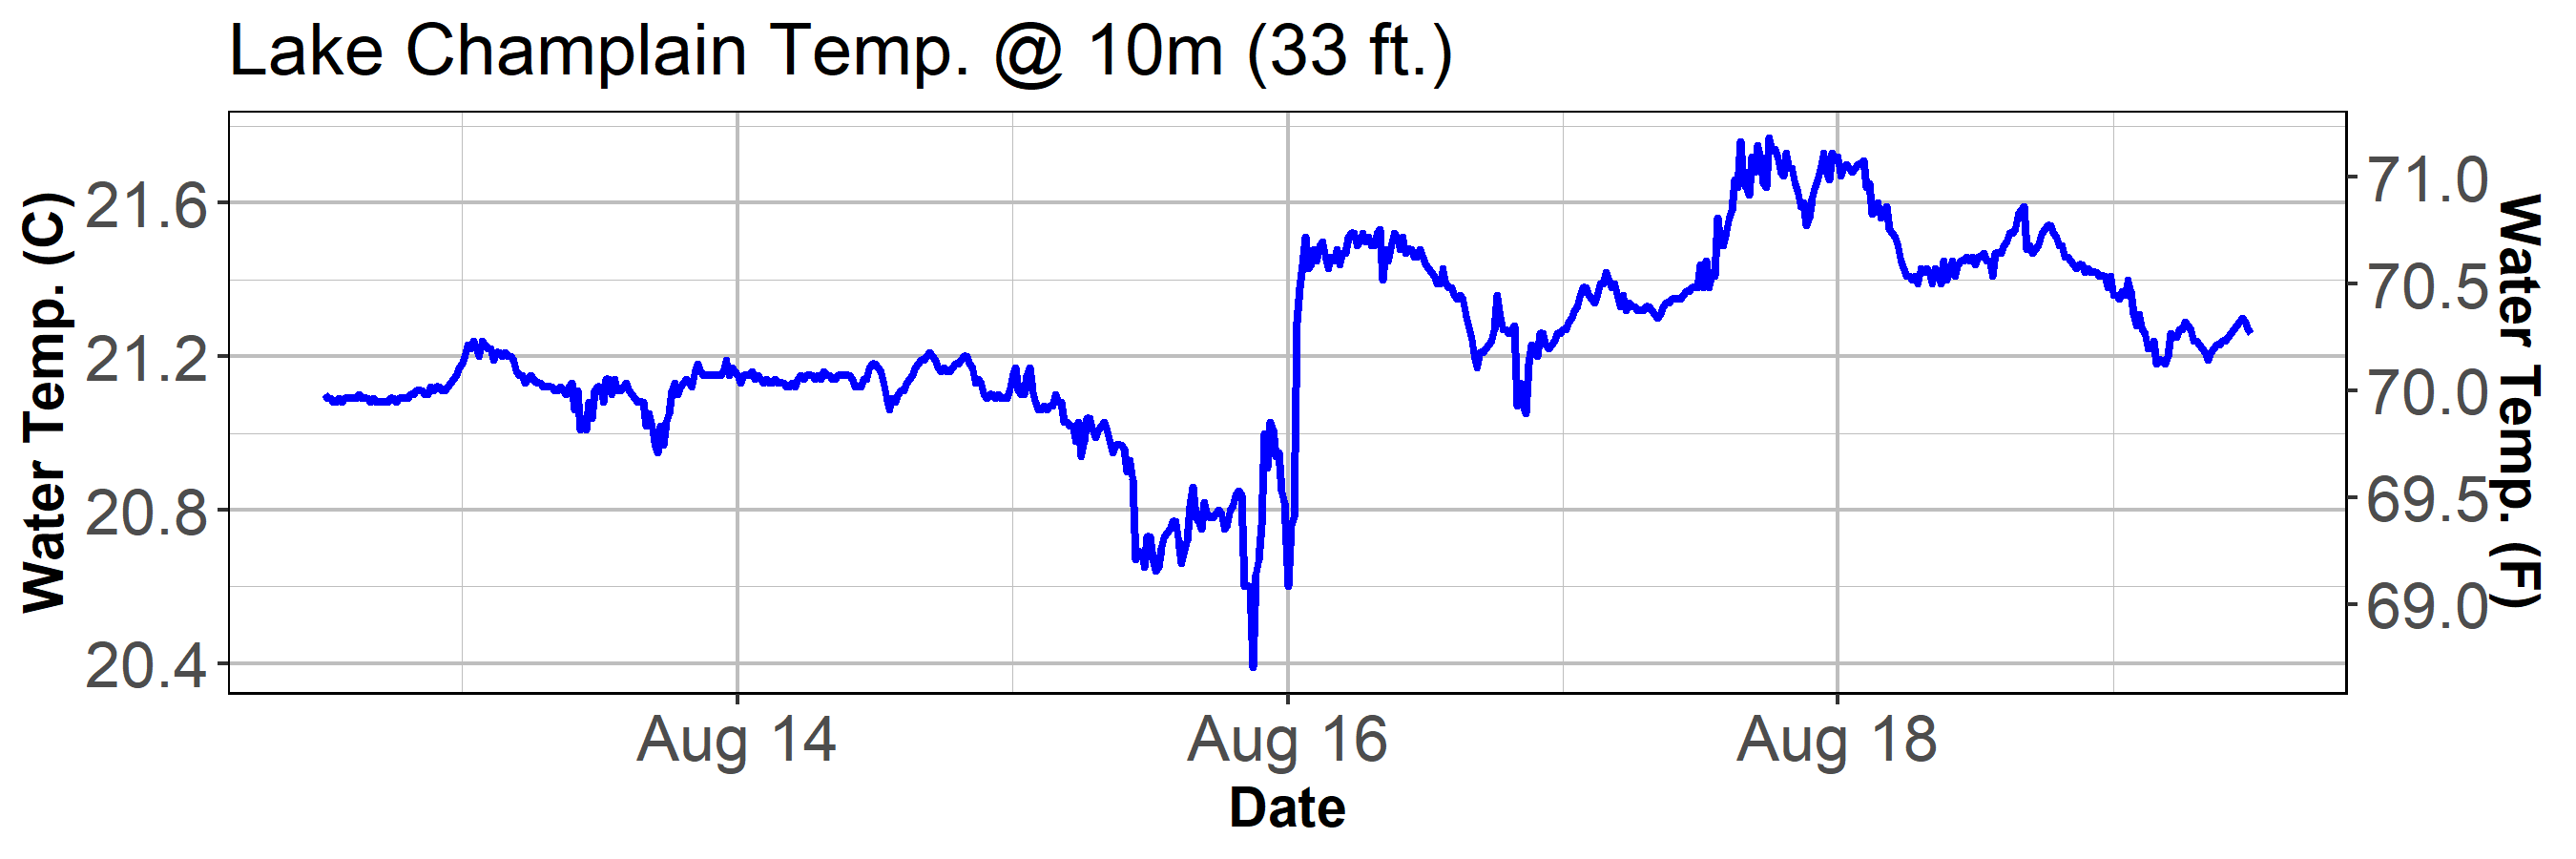 Lake Champlain Temp. @ 10m (33 ft.)
Water Temp. (C)
21.6
21.2
20.8
20.4
71.0
70.5
70.0
69.5
69.0
Water Temp. (F)
Aug 14 Aug 16 Aug 18
Date